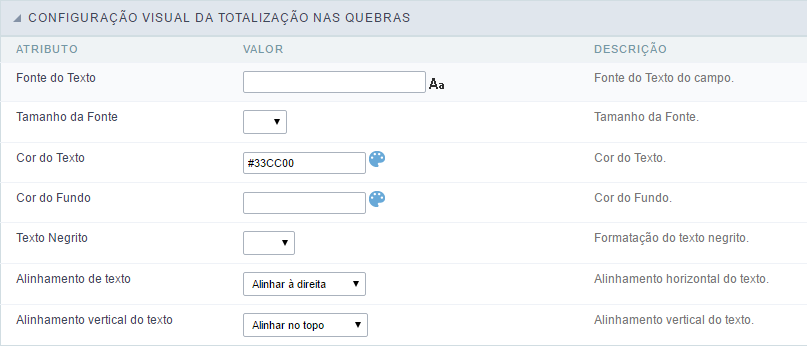 CONFIGURAÇÃO VISUAL DA TOTALIZAÇÃO NAS QUEBRAS
ATRIBUTO VALOR DESCRIÇÃO
Fonte do Texto Aa Fonte do Texto do campo.
Tamanho da Fonte Tamanho da Fonte.
Cor do Texto #33CC00 Cor do Texto.
Cor do Fundo Cor do Fundo.
Texto Negrito Formatação do texto negrito.
Alinhamento de texto Alinhar à direita Alinhamento horizontal do texto.
Alinhamento vertical do texto Alinhar no topo Alinhamento vertical do texto.